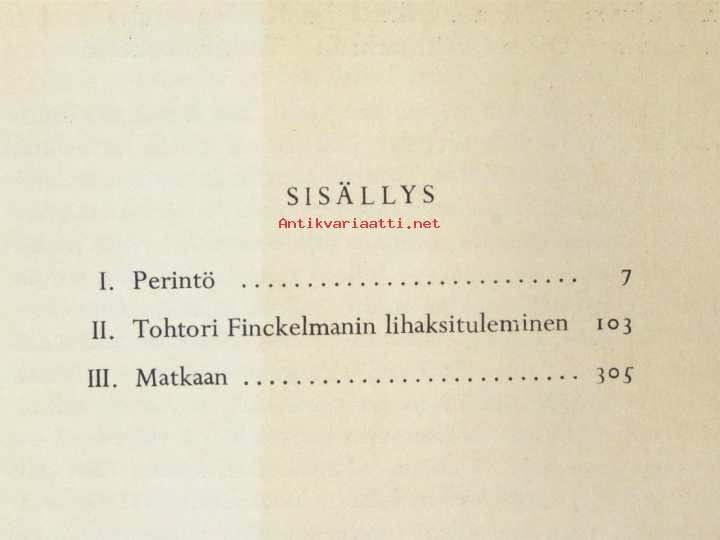 SISÄLLYS
Antikvariaatti.net
I. Perintö .......................... 7
II. Tohtori Finckelmanin lihaksituleminen 103
III. Matkaan .......................... 305